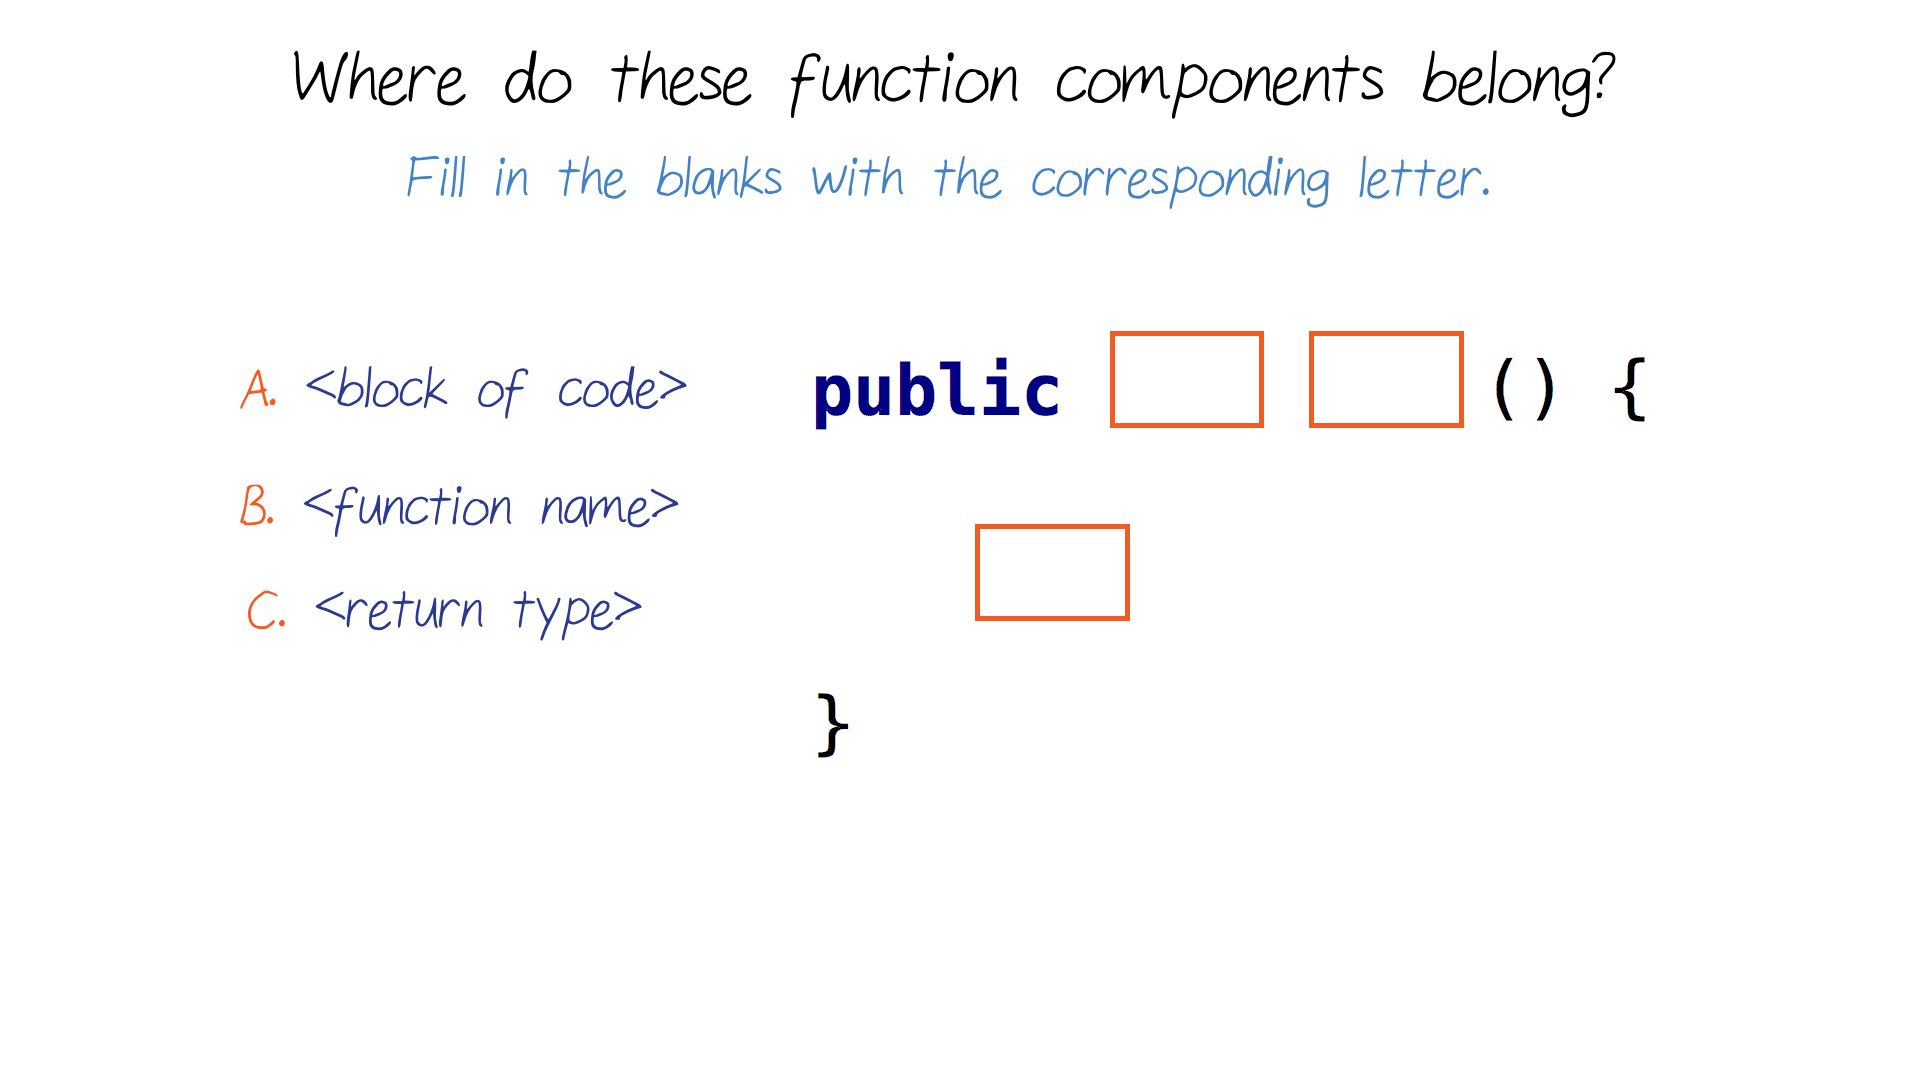 Where do these function components belong?
Fill in the blanks with the corresponding letter.
A. <block of code>
B. <function name>
C. <return type>
public () {
}